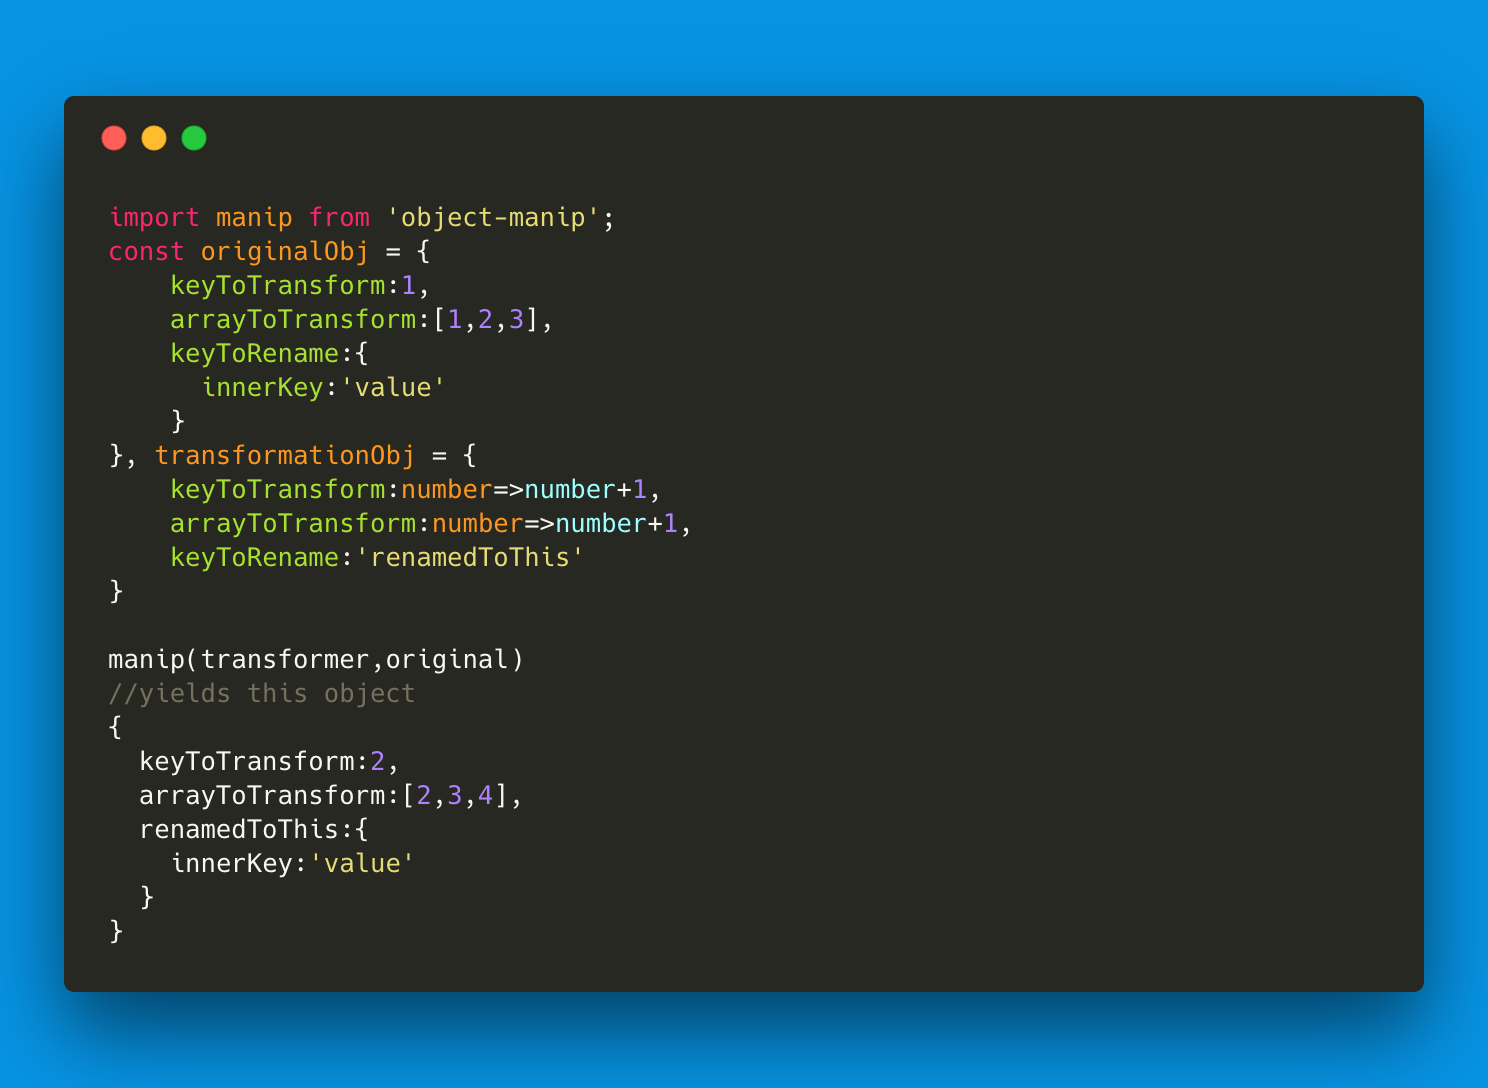 import manip from 'object-manip';
const originalObj = {
    keyToTransform:1,
    arrayToTransform:[1,2,3],
    keyToRename:{
      innerKey:'value'
    }
}, transformationObj = {
    keyToTransform:number=>number+1,
    arrayToTransform:number=>number+1,
    keyToRename:'renamedToThis'
}

manip(transformer,original)
//yields this object
{
  keyToTransform:2,
  arrayToTransform:[2,3,4],
  renamedToThis:{
    innerKey:'value'
  }
}